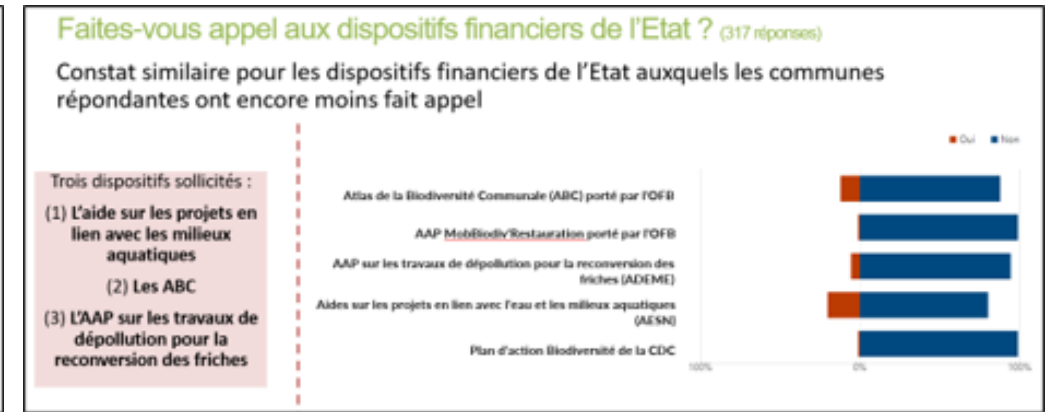 Faites-vous appel aux dispositifs financiers de l'Etat ? (317 réponses)
Constat similaire pour les dispositifs financiers de l'Etat auxquels les communes
répondantes ont encore moins fait appel
Trois dispositifs sollicités :
(1) L'aide sur les projets en
lien avec les milieux
aquatiques
(2) Les ABC
(3) L'AAP sur les travaux de
dépollution pour la
reconversion des friches
Oui Non
Atlas de la Biodiversité Communale (ABC) porté par l'OFB
AAP MobBiodiv'Restauration porté par l'OFB
AAP sur les travaux de dépollution pour la reconversion des
friches (ADEME)
Aides sur les projets en lien avec l'eau et les milieux aquatiques
(AESN)
Plan d'action Biodiversité de la CDC
100% 0% 100%